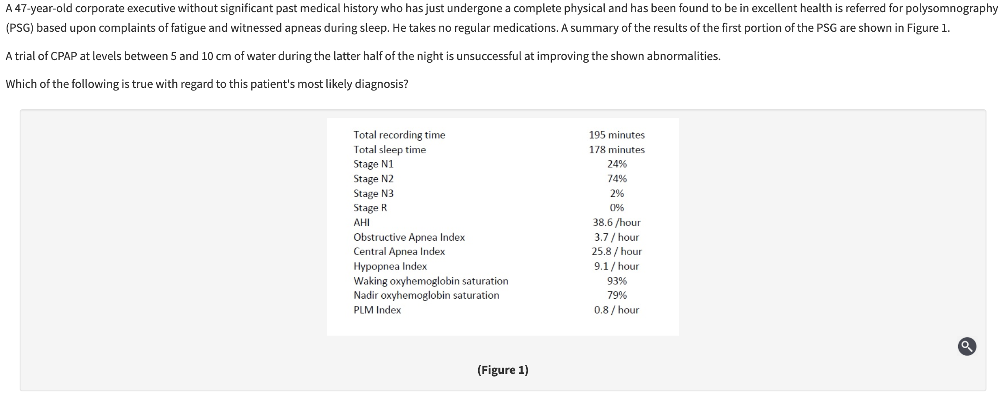 A 47-year-old corporate executive without significant past medical history who has just undergone a complete physical and has been found to be in excellent health is referred for polysomnography
(PSG) based upon complaints of fatigue and witnessed apneas during sleep. He takes no regular medications. A summary of the results of the first portion of the PSG are shown in Figure 1.
A trial of CPAP at levels between 5 and 10 cm of water during the latter half of the night is unsuccessful at improving the shown abnormalities.
Which of the following is true with regard to this patient's most likely diagnosis?
Total recording time 195 minutes
Total sleep time 178 minutes
Stage N1 24%
Stage N2 74%
Stage N3 2%
Stage R 0%
AHI 38.6 /hour
Obstructive Apnea Index 3.7 / hour
Central Apnea Index 25.8 / hour
Hypopnea Index 9.1 / hour
Waking oxyhemoglobin saturation 93%
Nadir oxyhemoglobin saturation 79%
PLM Index 0.8 / hour
(Figure 1)